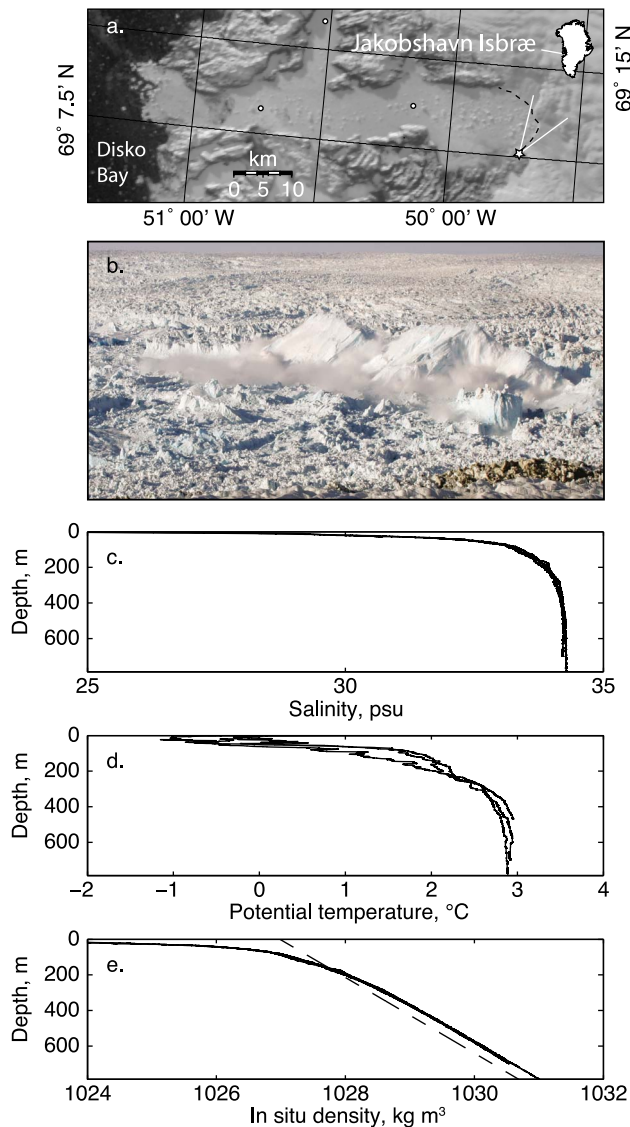 a.
Jakobshavn Isbræ
69° 7.5' N
69° 15' N
Disko
Bay
km
0 5 10
51° 00' W
50° 00' W
b.
0
200
400
600
Depth, m
c.
25
30
35
Salinity, psu
0
200
400
600
Depth, m
d.
−2
−1
0
1
2
3
4
Potential temperature, °C
0
200
400
600
Depth, m
e.
1024
1026
1028
1030
1032
In situ density, kg m³